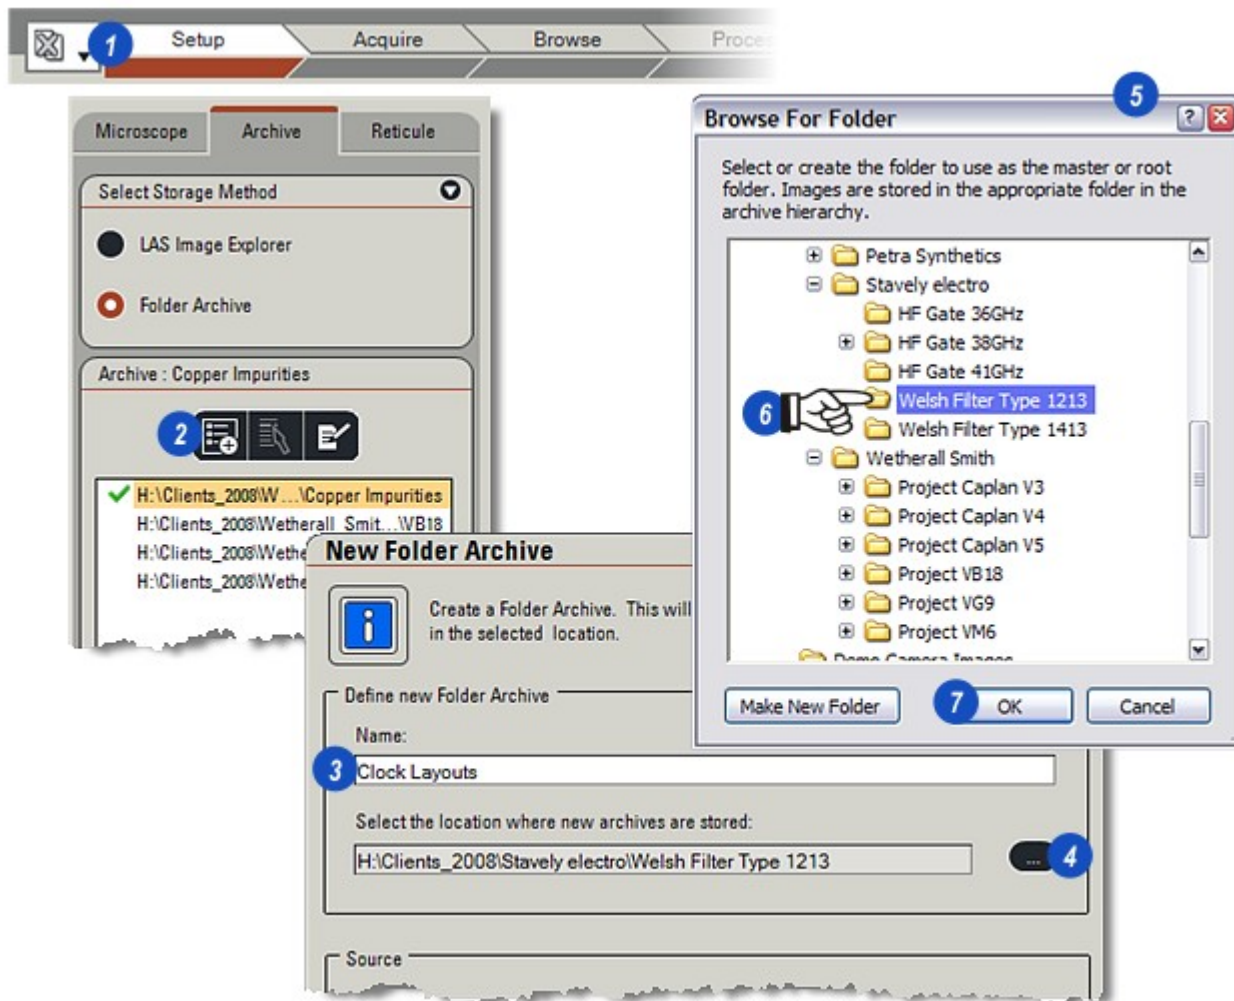 1
Setup
Acquire
Browse
Microscope
Archive
Reticule
Select Storage Method
LAS Image Explorer
Folder Archive
Archive : Copper Impurities
2
H:\Clients_2008\W ...\Copper Impurities
H:\Clients_2008\Wetherall_Smit...\VB18
H:\Clients_2008\Wethe
H:\Clients_2008\Wethe
New Folder Archive
i
Create a Folder Archive. This will
in the selected location.
Define new Folder Archive
Name:
3
Clock Layouts
Select the location where new archives are stored:
H:\Clients_2008\Stavely electro\Welsh Filter Type 1213
... 4
Source
5
Browse For Folder
?
Select or create the folder to use as the master or root
folder. Images are stored in the appropriate folder in the
archive hierarchy.
Petra Synthetics
Stavely electro
HF Gate 36GHz
HF Gate 38GHz
HF Gate 41GHz
6
Welsh Filter Type 1213
Welsh Filter Type 1413
Wetherall Smith
Project Caplan V3
Project Caplan V4
Project Caplan V5
Project VB18
Project VG9
Project VM6
Demo Camera Images
Make New Folder
7
OK
Cancel